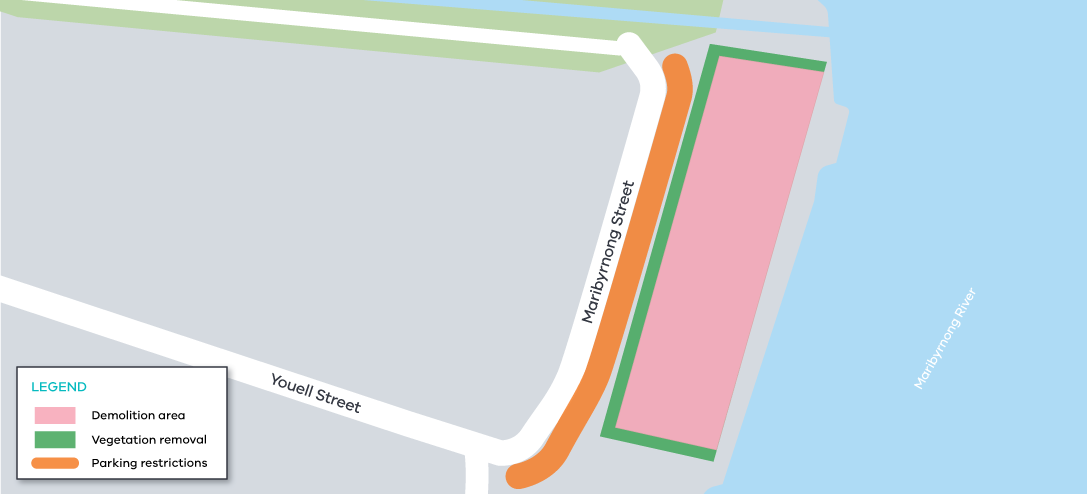 Maribyrnong Street
Maribyrnong River
Youell Street
LEGEND
Demolition area
Vegetation removal
Parking restrictions